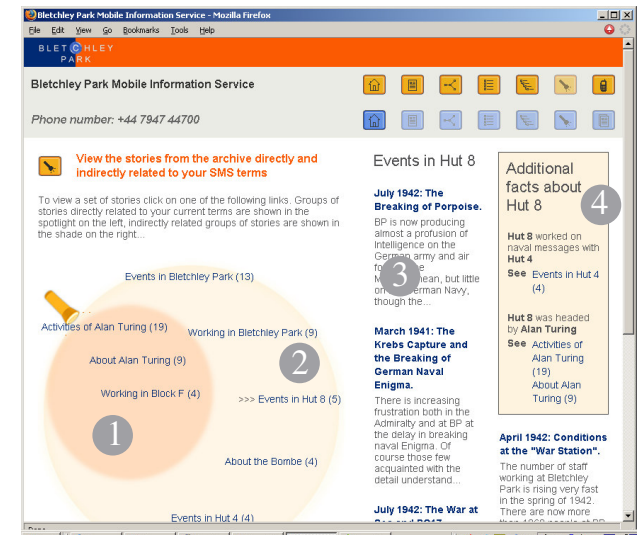 Bletchley Park Mobile Information Service - Mozilla Firefox
File Edit View Go Bookmarks Tools Help
BLETCHLEY
PARK
Bletchley Park Mobile Information Service
Phone number: +44 7947 44700
View the stories from the archive directly and
indirectly related to your SMS terms
To view a set of stories click on one of the following links. Groups of
stories directly related to your current terms are shown in the
spotlight on the left, indirectly related groups of stories are shown in
the shade on the right...
Events in Bletchley Park (13)
Activities of Alan Turing (19)
Working in Bletchley Park (9)
About Alan Turing (9)
2
Working in Block F (4)
>>> Events in Hut 8 (5)
1
About the Bombe (4)
Events in Hut 4 (4)
Events in Hut 8
July 1942: The
Breaking of Porpoise.
BP is now producing
almost a profusion of
Intelligence on the
German army and air
3
but little
German Navy,
though the...
March 1941: The
Krebs Capture and
the Breaking of
German Naval
Enigma.
There is increasing
frustration both in the
Admiralty and at BP at
the delay in breaking
naval Enigma. Of
course those few
acquainted with the
detail understand...
July 1942: The War at
Additional
facts about
Hut 8
4
Hut 8 worked on
naval messages with
Hut 4
See Events in Hut 4
(4)
Hut 8 was headed
by Alan Turing
See Activities of
Alan Turing
(19)
About Alan
Turing (9)
April 1942: Conditions
at the "War Station".
The number of staff
working at Bletchley
Park is rising very fast
in the spring of 1942.
There are now more